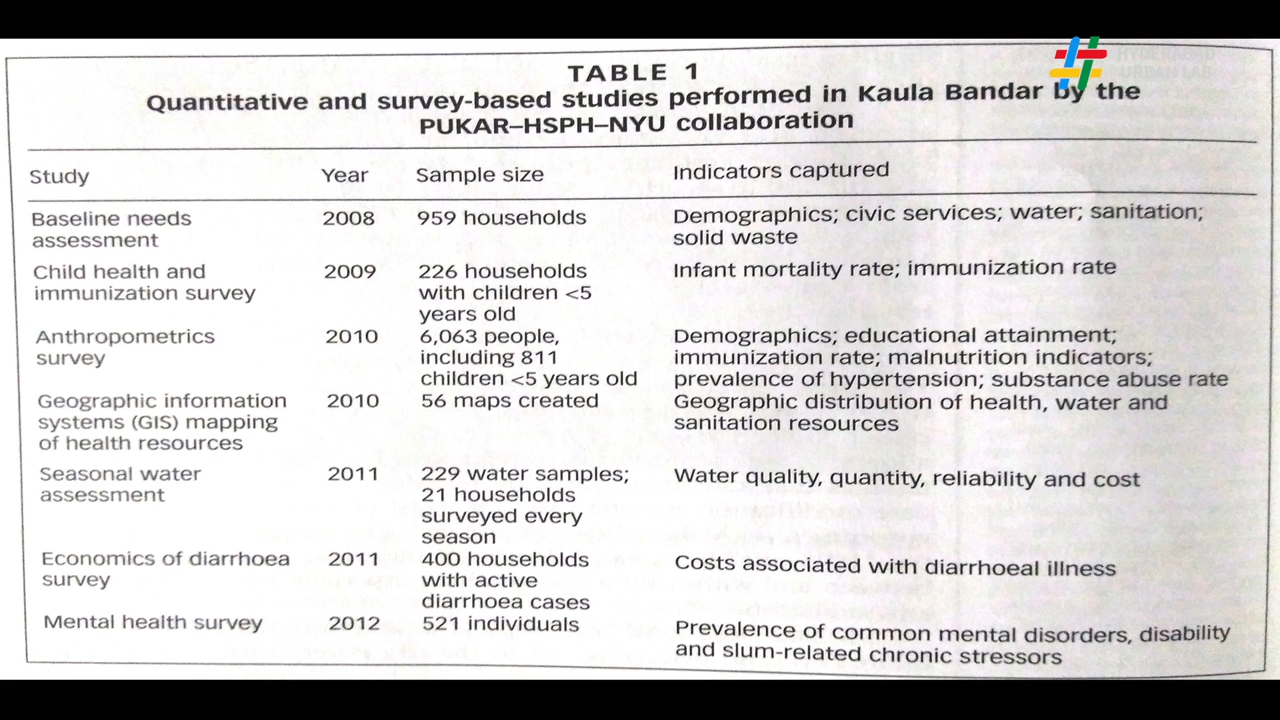 HYDERABAD
URBAN LAB
TABLE 1
Quantitative and survey-based studies performed in Kaula Bandar by the
PUKAR–HSPH–NYU collaboration
Study Year Sample size Indicators captured
Baseline needs 2008 959 households Demographics; civic services; water; sanitation;
assessment solid waste
Child health and 2009 226 households Infant mortality rate; immunization rate
immunization survey with children <5
years old
Anthropometrics 2010 6,063 people, Demographics; educational attainment;
survey including 811 immunization rate; malnutrition indicators;
children <5 years old prevalence of hypertension; substance abuse rate
Geographic information 2010 56 maps created Geographic distribution of health, water and
systems (GIS) mapping sanitation resources
of health resources
Seasonal water 2011 229 water samples; Water quality, quantity, reliability and cost
assessment 21 households
surveyed every
season
Economics of diarrhoea 2011 400 households Costs associated with diarrhoeal illness
survey with active
diarrhoea cases
Mental health survey 2012 521 individuals Prevalence of common mental disorders, disability
and slum-related chronic stressors